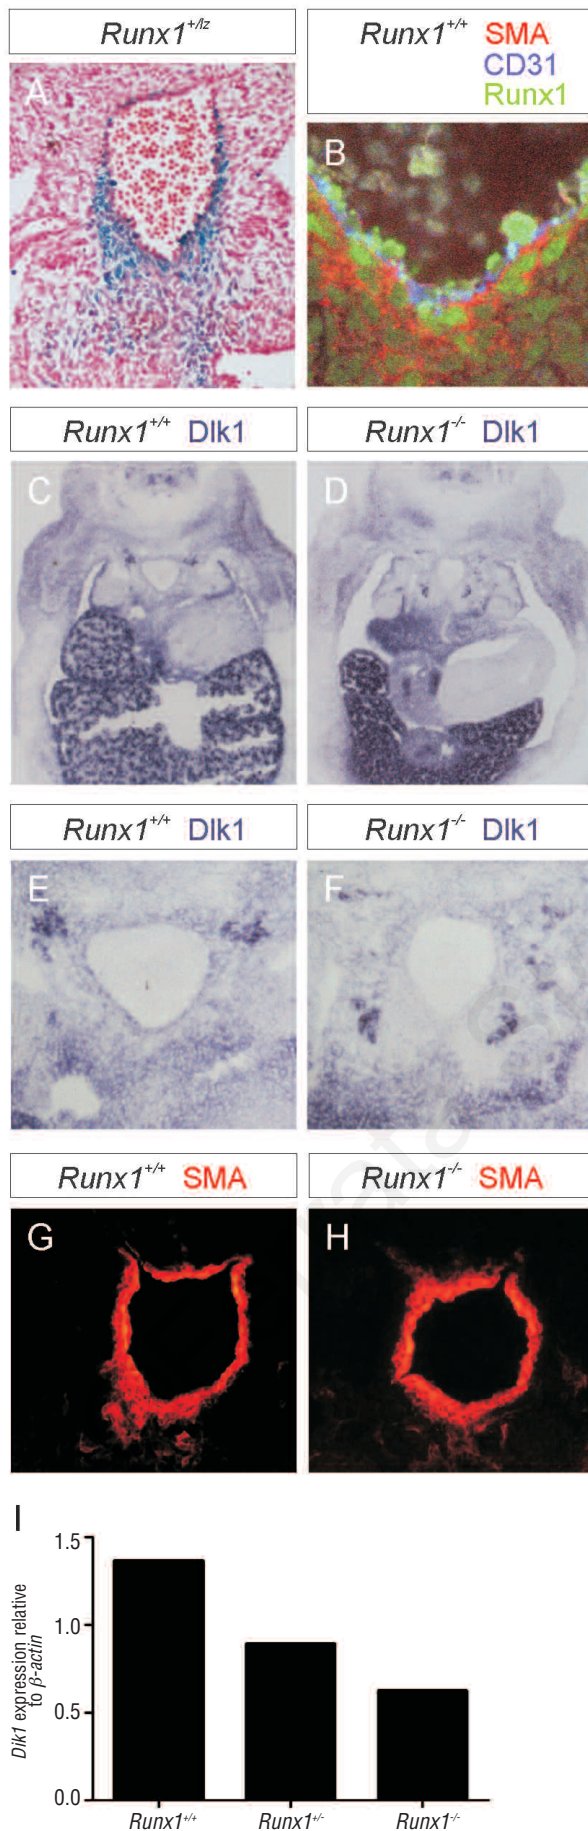 Runx1+/lz
Runx1+/+ SMA
CD31
Runx1
A
B
Runx1+/+ Dlk1
Runx1-/- Dlk1
C
D
Runx1+/+ Dlk1
Runx1-/- Dlk1
E
F
Runx1+/+ SMA
Runx1-/- SMA
G
H
I
Dlk1 expression relative
to β-actin
1.5
1.0
0.5
0.0
Runx1+/+
Runx1+/-
Runx1-/-